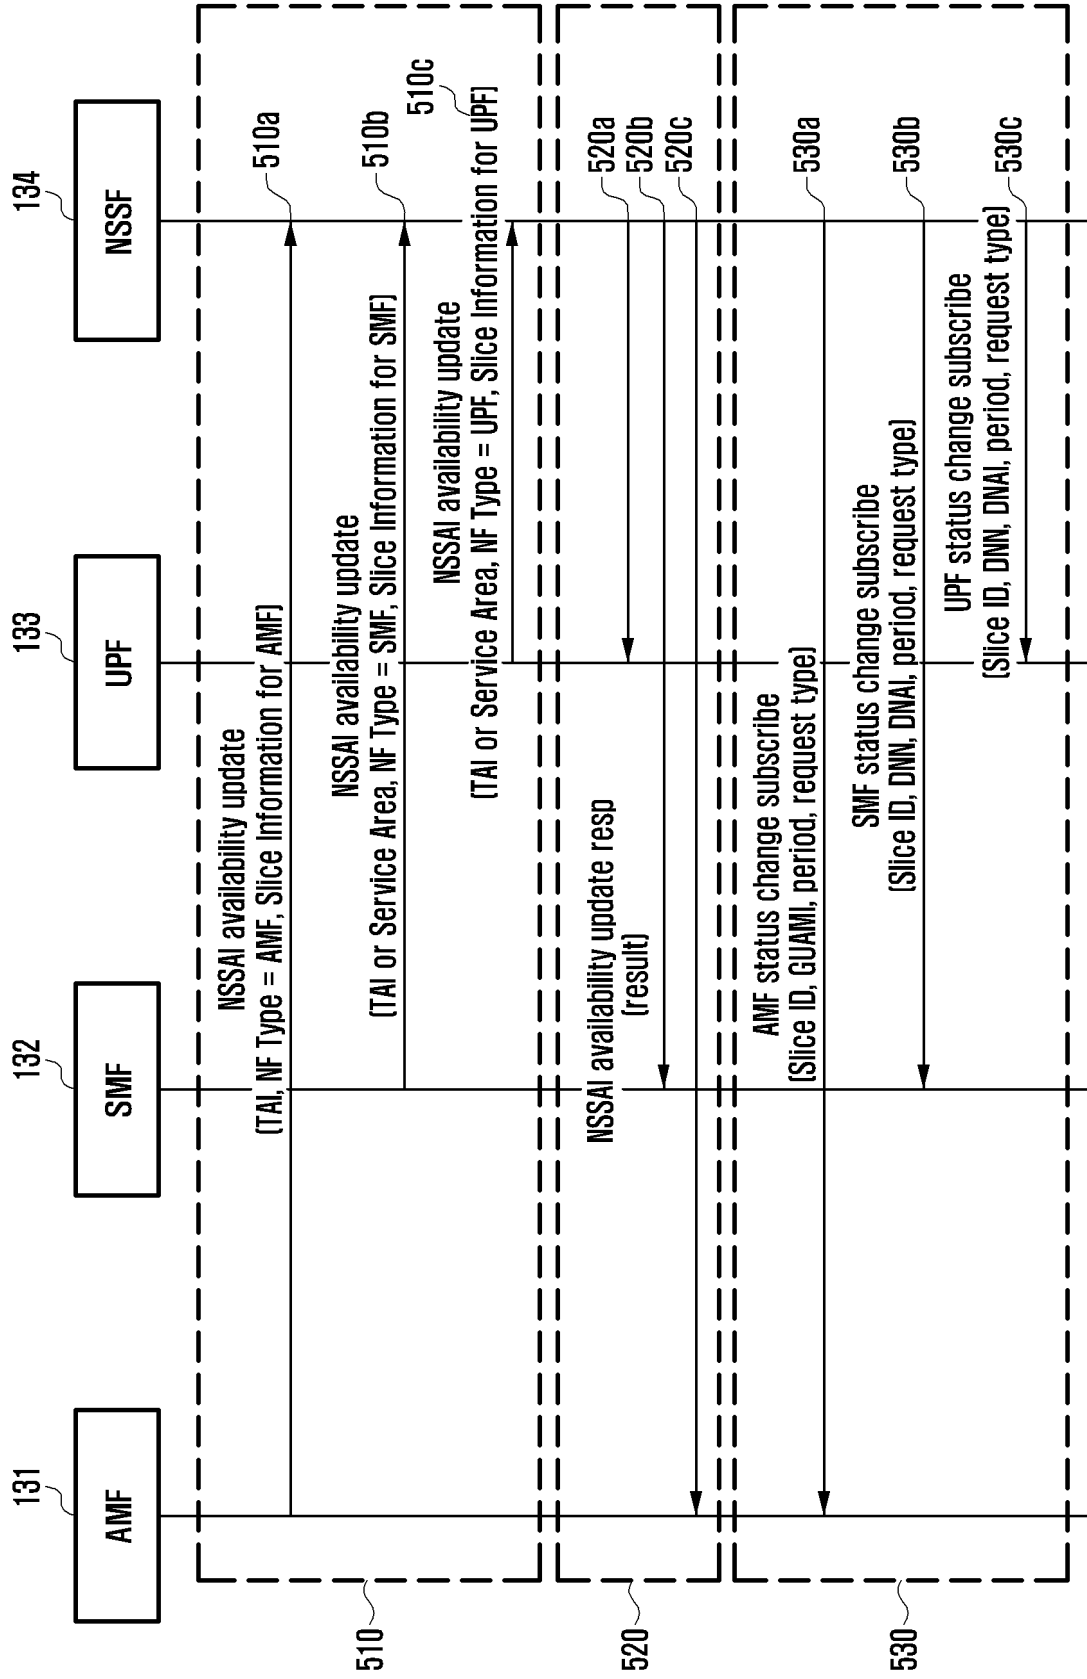 131
132
133
134
AMF
SMF
UPF
NSSF
510
NSSAI availability update
(TAI, NF Type = AMF, Slice Information for AMF)
510a
NSSAI availability update
(TAI or Service Area, NF Type = SMF, Slice Information for SMF)
510b
NSSAI availability update
(TAI or Service Area, NF Type = UPF, Slice Information for UPF)
510c
520
NSSAI availability update resp
(result)
520a
520b
520c
530
AMF status change subscribe
(Slice ID, GUAMI, period, request type)
530a
SMF status change subscribe
(Slice ID, DNN, DNAI, period, request type)
530b
UPF status change subscribe
(Slice ID, DNN, DNAI, period, request type)
530c